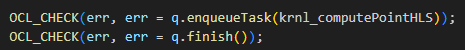 OCL_CHECK(err, err = q.enqueueTask(krnl_computePointHLS));
OCL_CHECK(err, err = q.finish());